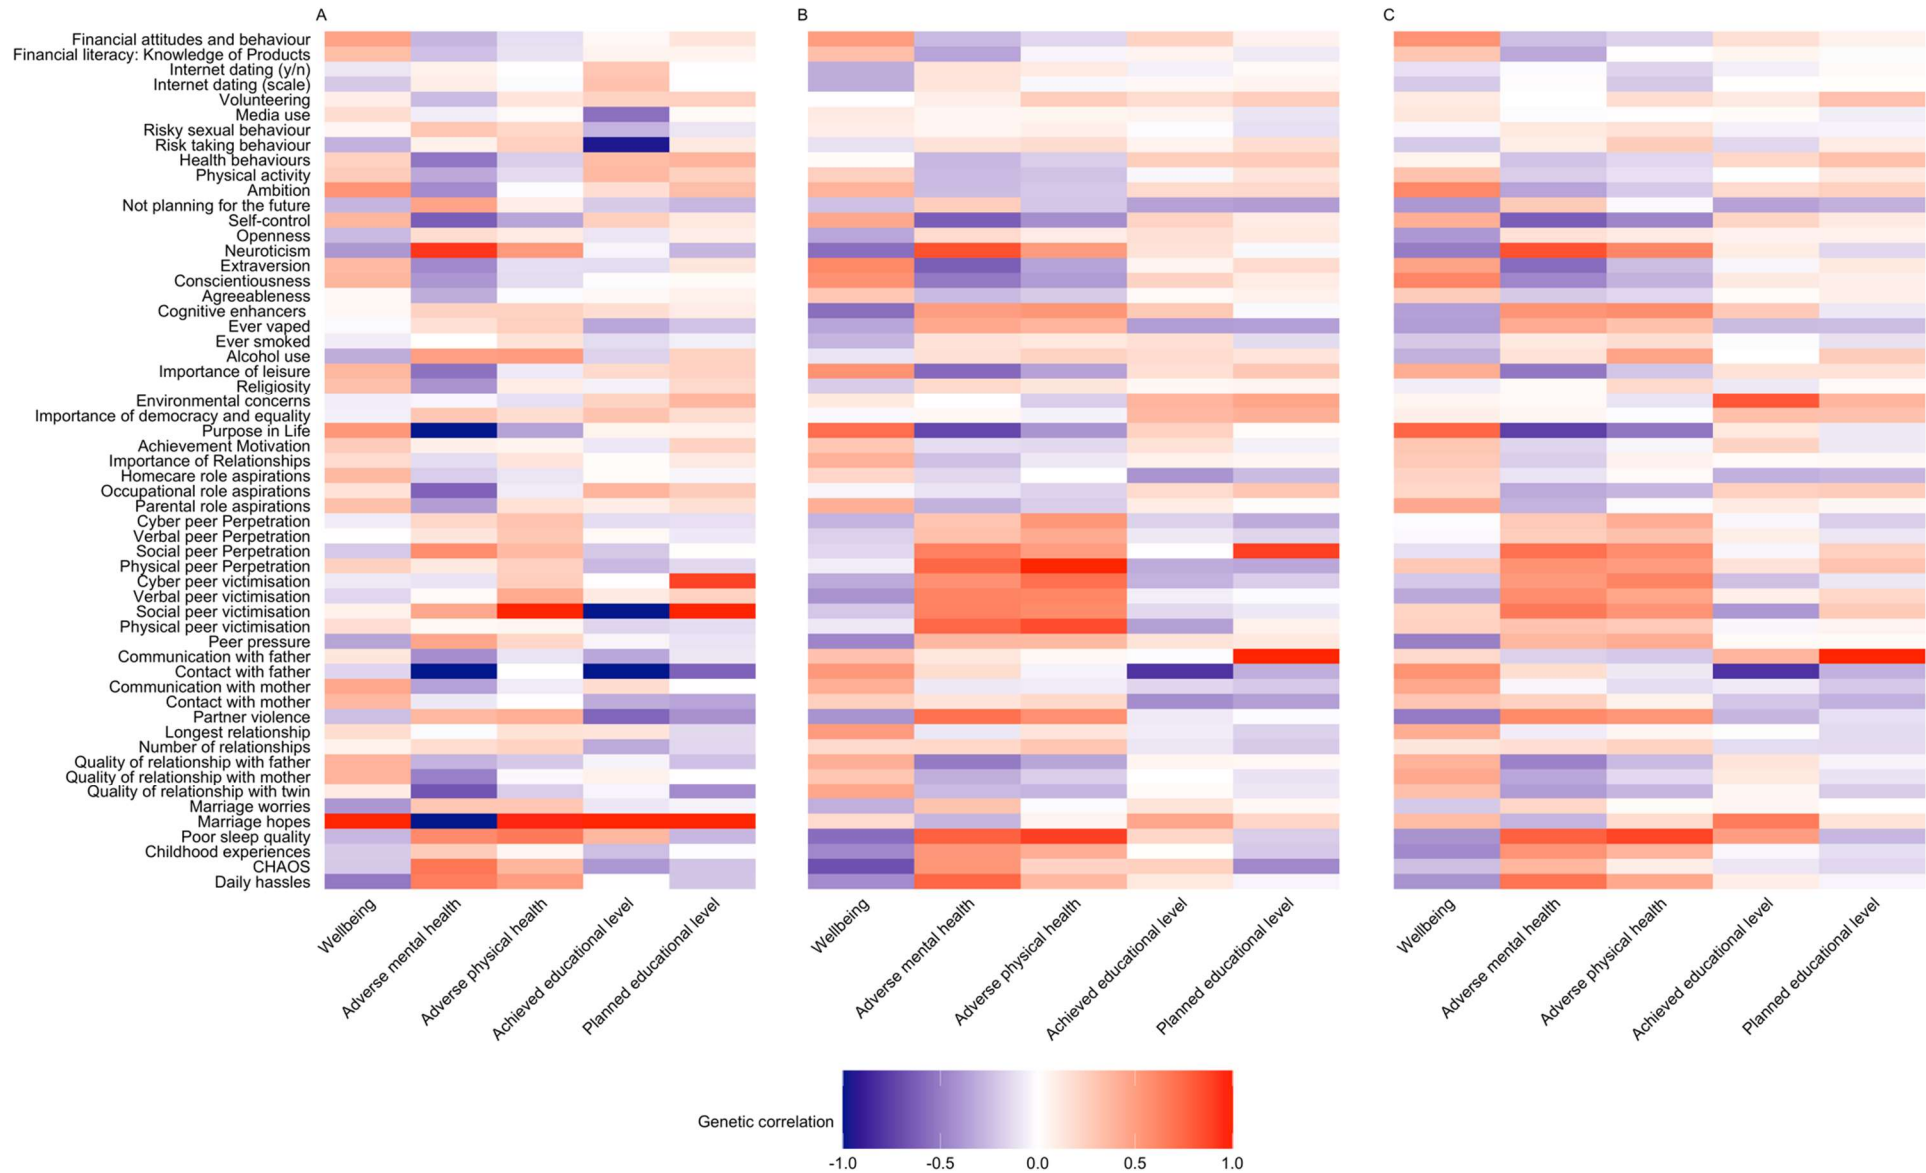 A B C
Financial attitudes and behaviour
Financial literacy: Knowledge of Products
Internet dating (y/n)
Internet dating (scale)
Volunteering
Media use
Risky sexual behaviour
Risk taking behaviour
Health behaviours
Physical activity
Ambition
Not planning for the future
Self-control
Openness
Neuroticism
Extraversion
Conscientiousness
Agreeableness
Cognitive enhancers
Ever vaped
Ever smoked
Alcohol use
Importance of leisure
Religiosity
Environmental concerns
Importance of democracy and equality
Purpose in Life
Achievement Motivation
Importance of Relationships
Homecare role aspirations
Occupational role aspirations
Parental role aspirations
Cyber peer Perpetration
Verbal peer Perpetration
Social peer Perpetration
Physical peer Perpetration
Cyber peer victimisation
Verbal peer victimisation
Social peer victimisation
Physical peer victimisation
Peer pressure
Communication with father
Contact with father
Communication with mother
Contact with mother
Partner violence
Longest relationship
Number of relationships
Quality of relationship with father
Quality of relationship with mother
Quality of relationship with twin
Marriage worries
Marriage hopes
Poor sleep quality
Childhood experiences
CHAOS
Daily hassles
Wellbeing
Adverse mental health
Adverse physical health
Achieved educational level
Planned educational level
Wellbeing
Adverse mental health
Adverse physical health
Achieved educational level
Planned educational level
Wellbeing
Adverse mental health
Adverse physical health
Achieved educational level
Planned educational level
Genetic correlation
-1.0 -0.5 0.0 0.5 1.0